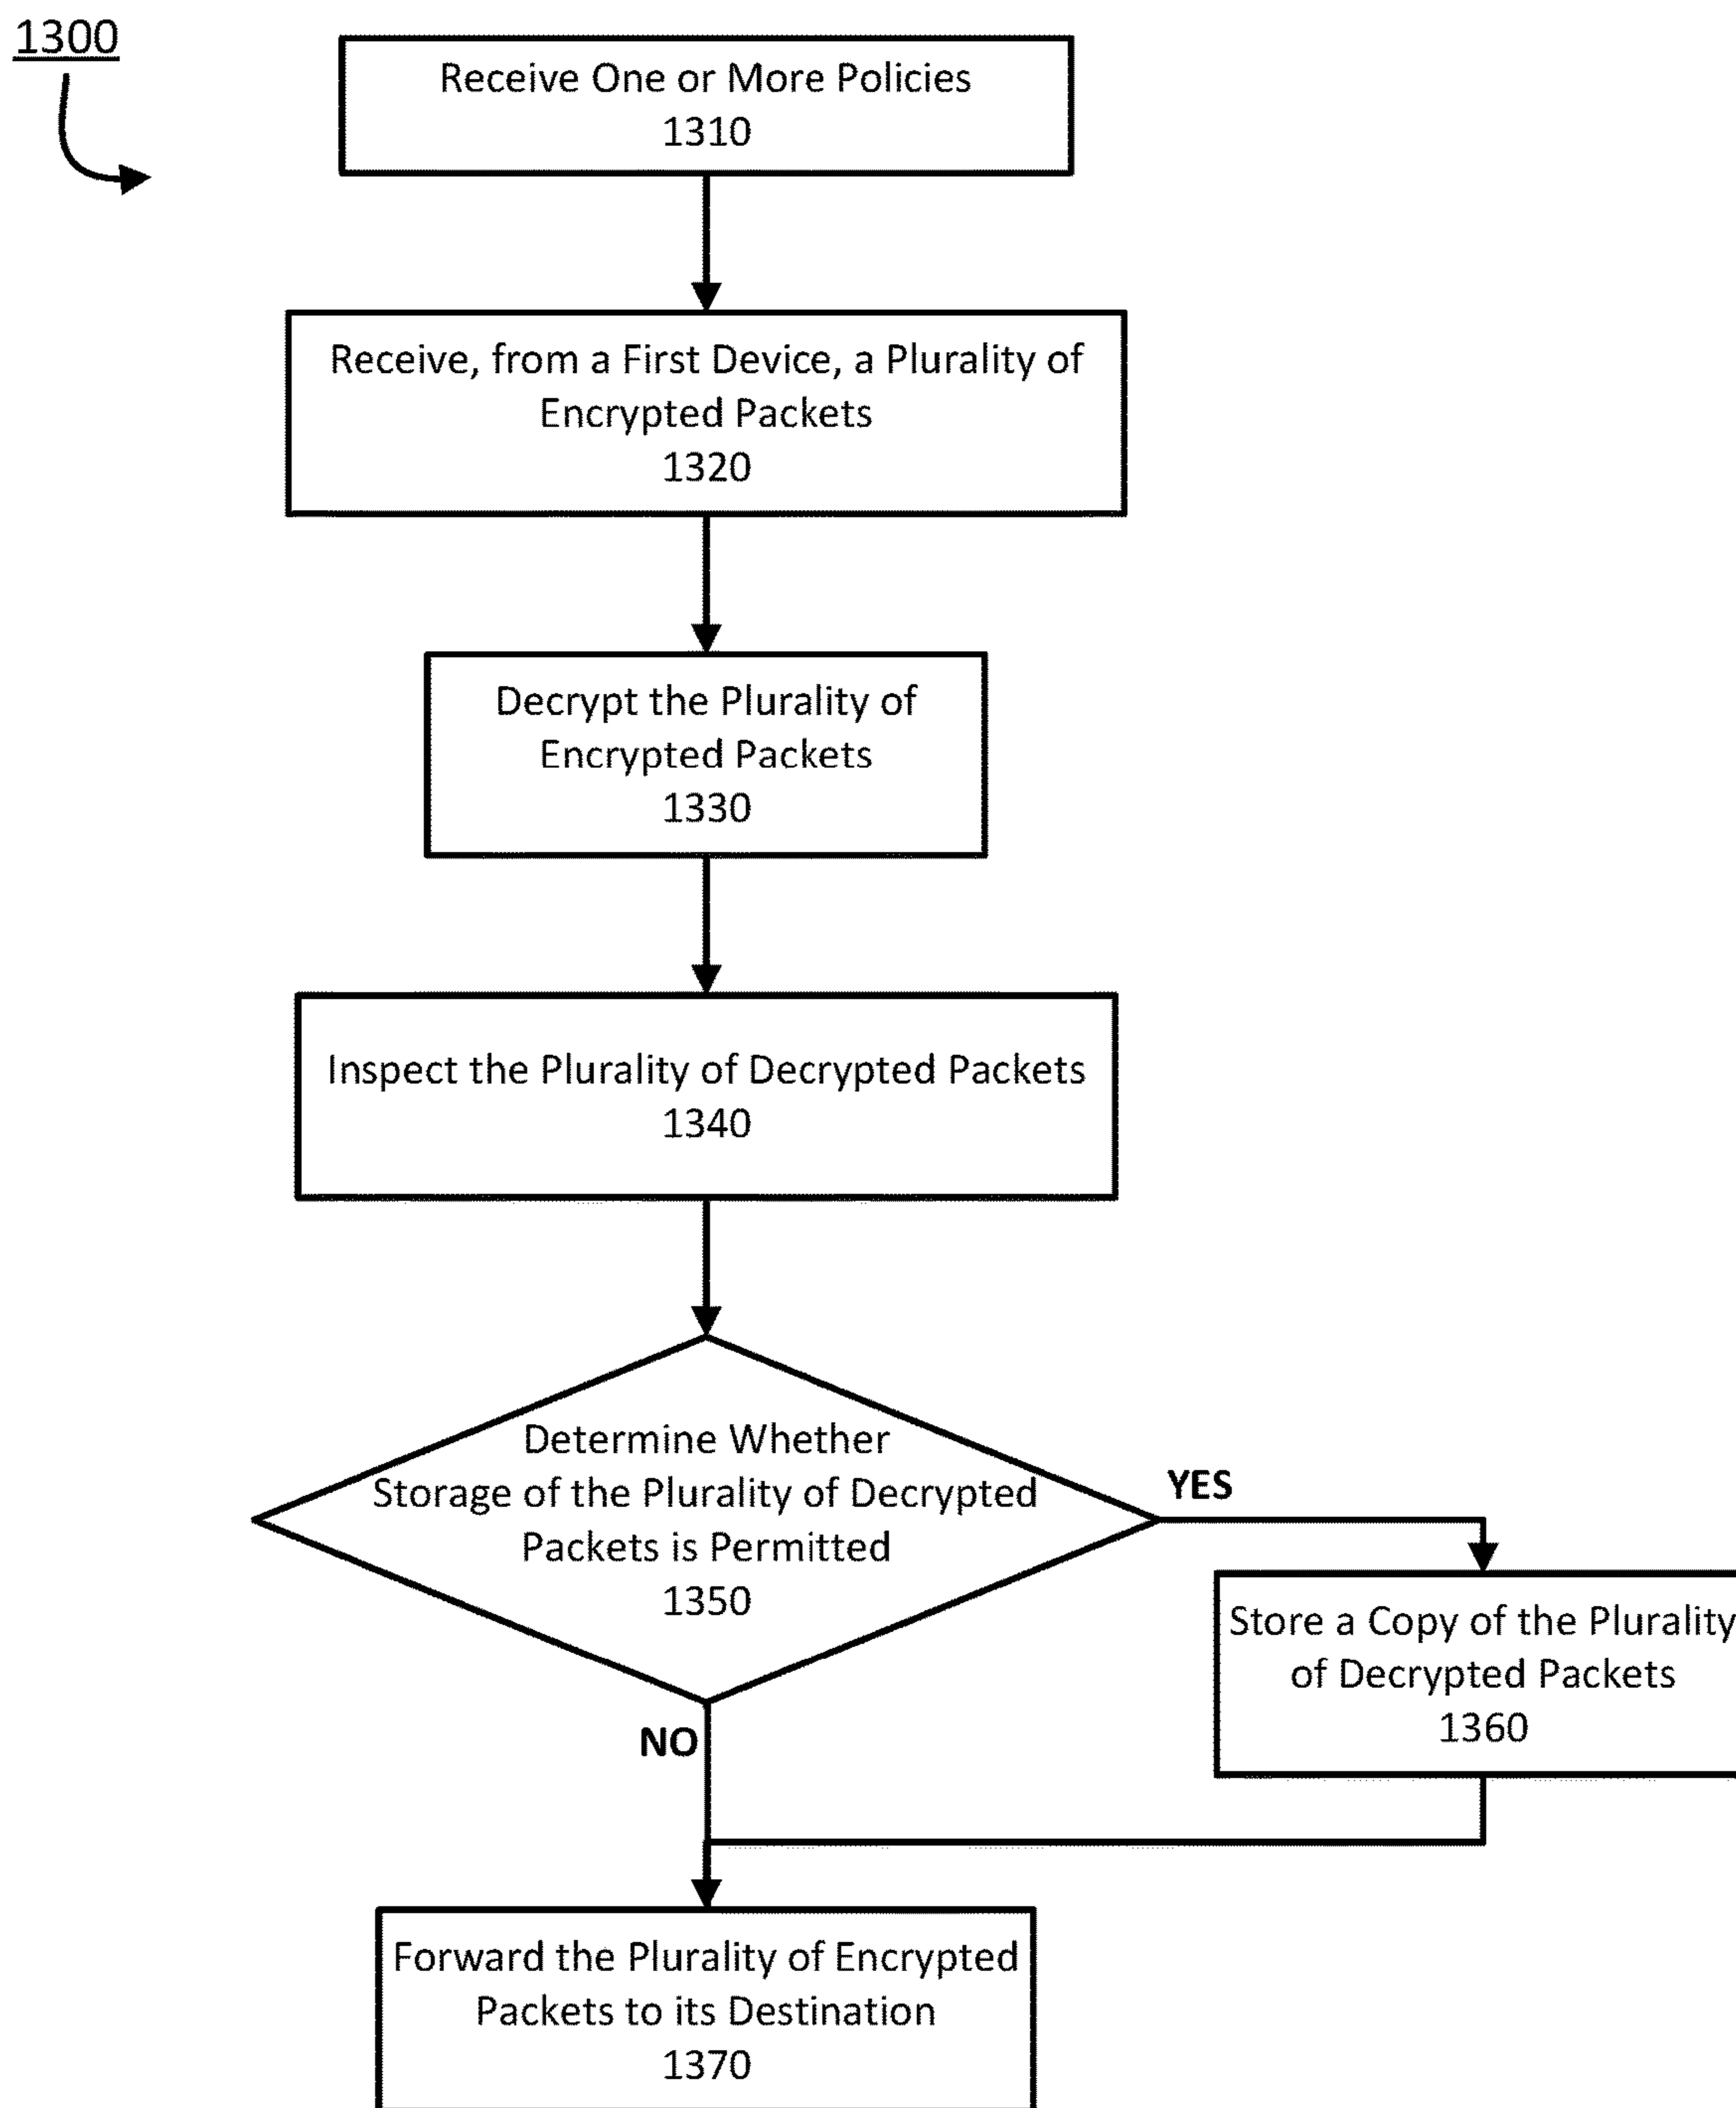 1300
Receive One or More Policies
1310
Receive, from a First Device, a Plurality of
Encrypted Packets
1320
Decrypt the Plurality of
Encrypted Packets
1330
Inspect the Plurality of Decrypted Packets
1340
Determine Whether
Storage of the Plurality of Decrypted
Packets is Permitted
1350
YES
Store a Copy of the Plurality
of Decrypted Packets
1360
NO
Forward the Plurality of Encrypted
Packets to its Destination
1370